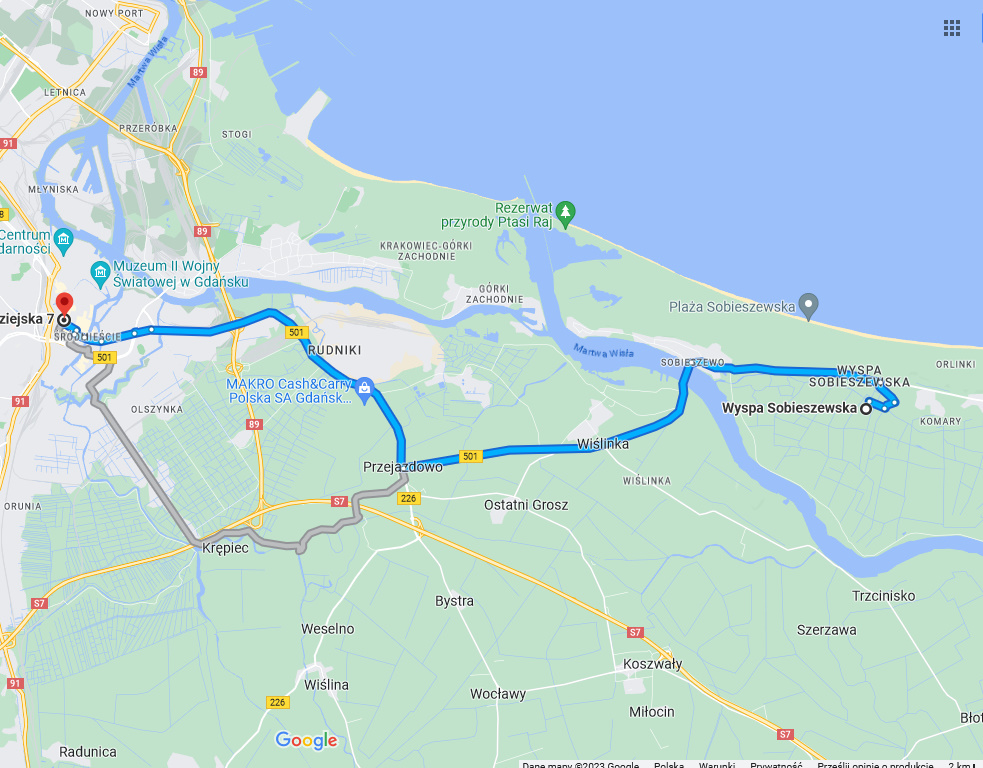 NOWY PORT
Martwa Wisła
89
LETNICA
PRZERÓBKA
STOGI
91
MŁYNISKA
8
Rezerwat
przyrody Ptasi Raj
89
Centrum
darności
KRAKOWIEC-GÓRKI
ZACHODNIE
Muzeum II Wojny
Światowej w Gdańsku
GÓRKI
ZACHODNIE
Plaża Sobieszewska
ziejska 7
ŚRÓDMIEŚCIE
501
501
RUDNIKI
Martwa Wisła
SOBIESZEWO
ORLINKI
WYSPA
SOBIESZEWSKA
MAKRO Cash&Carry
Polska SA Gdańsk...
91
OLSZYNKA
Wyspa Sobieszewska
KOMARY
89
Wiślinka
501
Przejazdowo
WIŚLINKA
S7
226
ORUNIA
Ostatni Grosz
Krępiec
S7
Bystra
Trzcinisko
Weselno
S7
Szerzawa
Koszwały
91
Wiślina
Wocławy
226
Miłocin
Błot
S7
Google
Radunica
Dane mapy ©2023 Google
Polska
Warunki
Prywatność
Prześlij opinię o produkcie
2 km